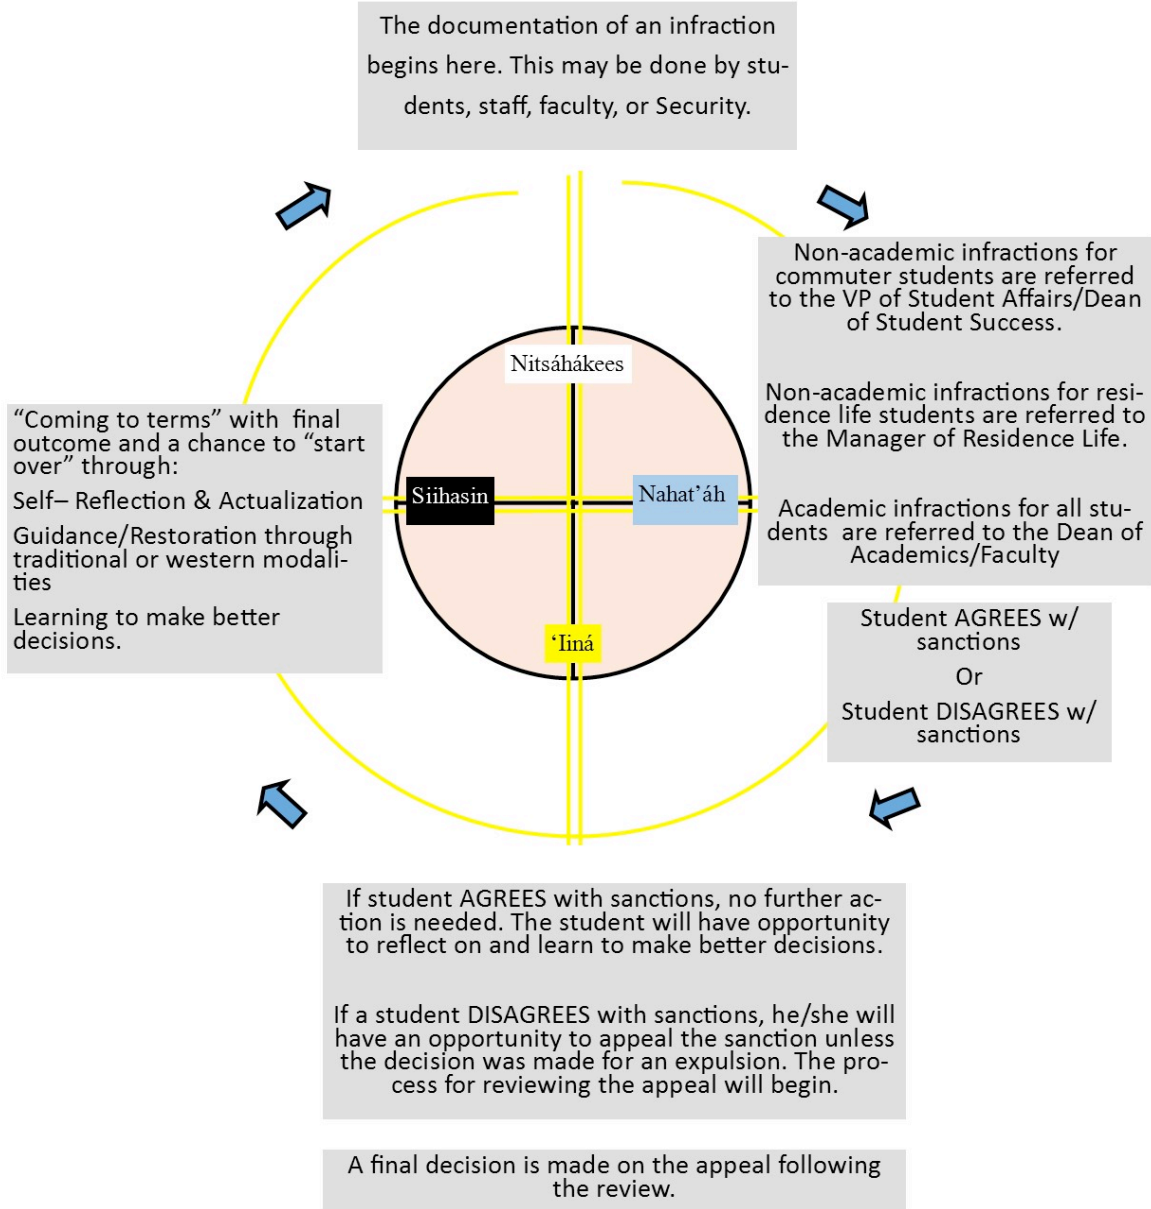 The documentation of an infraction
begins here. This may be done by stu-
dents, staff, faculty, or Security.
Non-academic infractions for
commuter students are referred
to the VP of Student Affairs/Dean
of Student Success.
Non-academic infractions for resi-
dence life students are referred to
the Manager of Residence Life.
Academic infractions for all stu-
dents  are referred to the Dean of
Academics/Faculty
Student AGREES w/
sanctions
Or
Student DISAGREES w/
sanctions
Nitsáhákees
Nahat’áh
‘Iiná
Siihasin
If student AGREES with sanctions, no further ac-
tion is needed. The student will have opportunity
to reflect on and learn to make better decisions.
If a student DISAGREES with sanctions, he/she will
have an opportunity to appeal the sanction unless
the decision was made for an expulsion. The pro-
cess for reviewing the appeal will begin.
A final decision is made on the appeal following
the review.
“Coming to terms” with  final
outcome and a chance to “start
over” through:
Self– Reflection & Actualization
Guidance/Restoration through
traditional or western modali-
ties
Learning to make better
decisions.